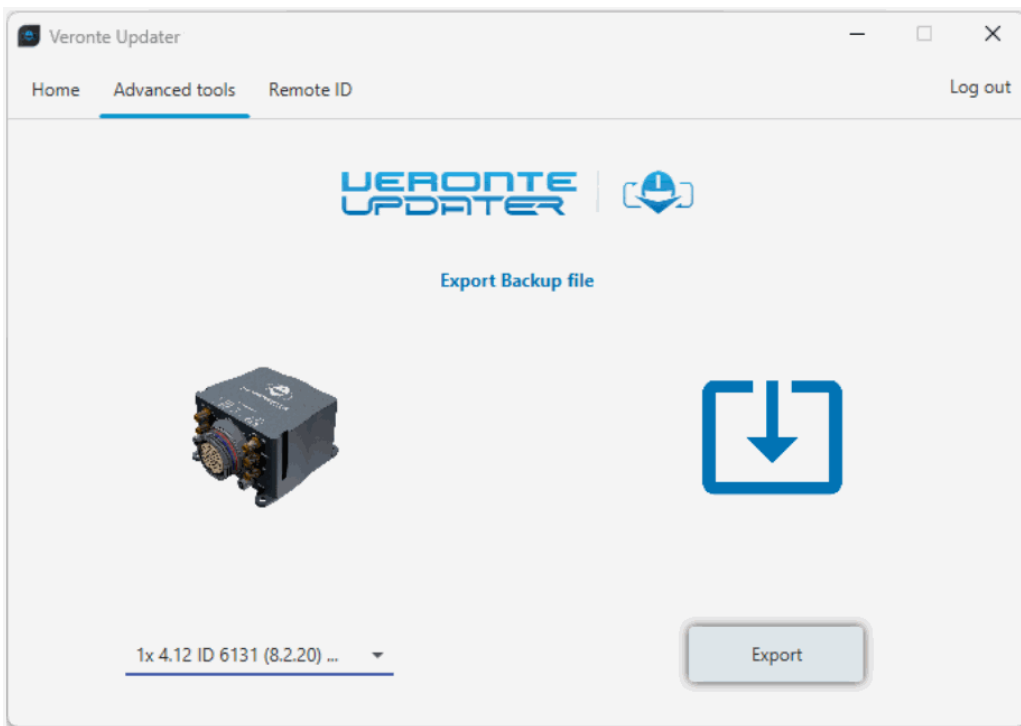 Veronte Updater
Home Advanced tools Remote ID Log out
VERONTE
UPDATER
Export Backup file
1x 4.12 ID 6131 (8.2.20) ...
Export